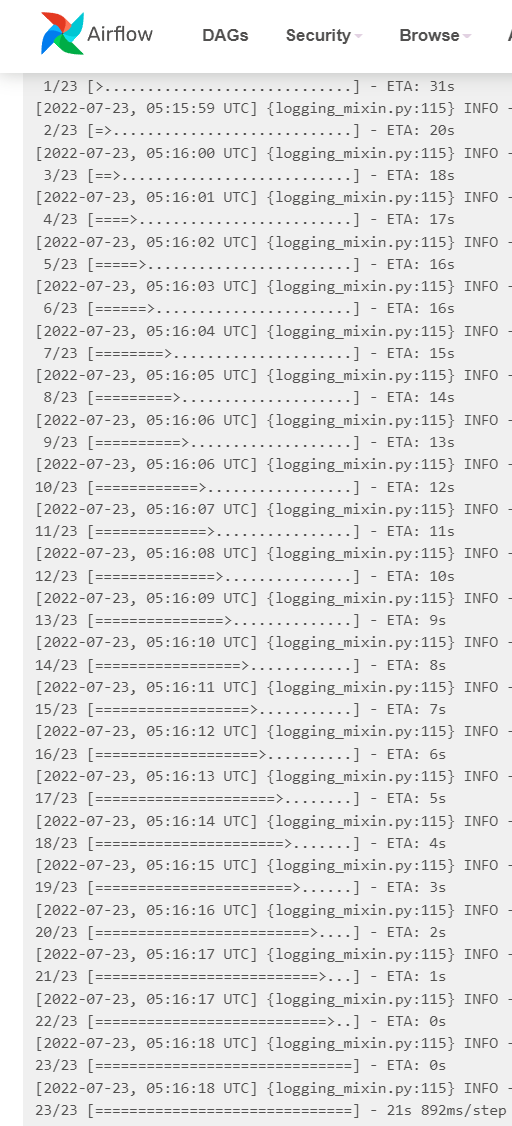 Airflow DAGs Security Browse
1/23 [>.............................] - ETA: 31s
[2022-07-23, 05:15:59 UTC] {logging_mixin.py:115} INFO -
2/23 [=>............................] - ETA: 20s
[2022-07-23, 05:16:00 UTC] {logging_mixin.py:115} INFO -
3/23 [==>...........................] - ETA: 18s
[2022-07-23, 05:16:01 UTC] {logging_mixin.py:115} INFO -
4/23 [====>.........................] - ETA: 17s
[2022-07-23, 05:16:02 UTC] {logging_mixin.py:115} INFO -
5/23 [=====>........................] - ETA: 16s
[2022-07-23, 05:16:03 UTC] {logging_mixin.py:115} INFO -
6/23 [======>.......................] - ETA: 16s
[2022-07-23, 05:16:04 UTC] {logging_mixin.py:115} INFO -
7/23 [========>.....................] - ETA: 15s
[2022-07-23, 05:16:05 UTC] {logging_mixin.py:115} INFO -
8/23 [=========>....................] - ETA: 14s
[2022-07-23, 05:16:06 UTC] {logging_mixin.py:115} INFO -
9/23 [==========>...................] - ETA: 13s
[2022-07-23, 05:16:06 UTC] {logging_mixin.py:115} INFO -
10/23 [============>.................] - ETA: 12s
[2022-07-23, 05:16:07 UTC] {logging_mixin.py:115} INFO -
11/23 [=============>................] - ETA: 11s
[2022-07-23, 05:16:08 UTC] {logging_mixin.py:115} INFO -
12/23 [==============>...............] - ETA: 10s
[2022-07-23, 05:16:09 UTC] {logging_mixin.py:115} INFO -
13/23 [===============>..............] - ETA: 9s
[2022-07-23, 05:16:10 UTC] {logging_mixin.py:115} INFO -
14/23 [=================>............] - ETA: 8s
[2022-07-23, 05:16:11 UTC] {logging_mixin.py:115} INFO -
15/23 [==================>...........] - ETA: 7s
[2022-07-23, 05:16:12 UTC] {logging_mixin.py:115} INFO -
16/23 [===================>..........] - ETA: 6s
[2022-07-23, 05:16:13 UTC] {logging_mixin.py:115} INFO -
17/23 [=====================>........] - ETA: 5s
[2022-07-23, 05:16:14 UTC] {logging_mixin.py:115} INFO -
18/23 [======================>.......] - ETA: 4s
[2022-07-23, 05:16:15 UTC] {logging_mixin.py:115} INFO -
19/23 [=======================>......] - ETA: 3s
[2022-07-23, 05:16:16 UTC] {logging_mixin.py:115} INFO -
20/23 [=========================>....] - ETA: 2s
[2022-07-23, 05:16:17 UTC] {logging_mixin.py:115} INFO -
21/23 [==========================>...] - ETA: 1s
[2022-07-23, 05:16:17 UTC] {logging_mixin.py:115} INFO -
22/23 [===========================>..] - ETA: 0s
[2022-07-23, 05:16:18 UTC] {logging_mixin.py:115} INFO -
23/23 [==============================] - ETA: 0s
[2022-07-23, 05:16:18 UTC] {logging_mixin.py:115} INFO -
23/23 [==============================] - 21s 892ms/step